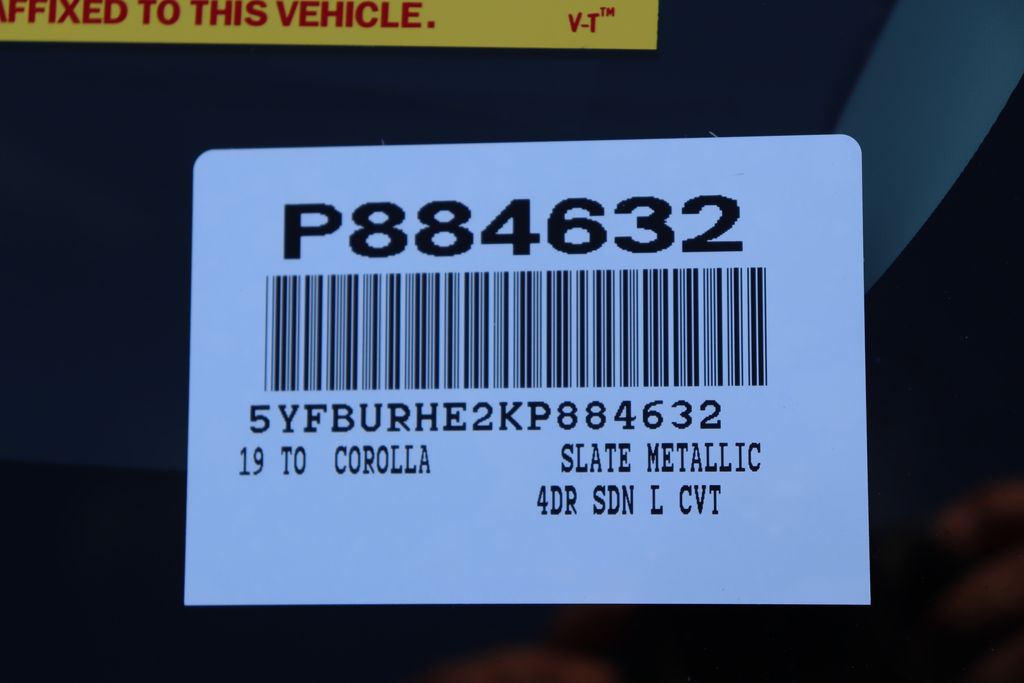 AFFIXED TO THIS VEHICLE. V-T™
P884632
5YFBURHE2KP884632
19 TO COROLLA SLATE METALLIC
4DR SDN L CVT